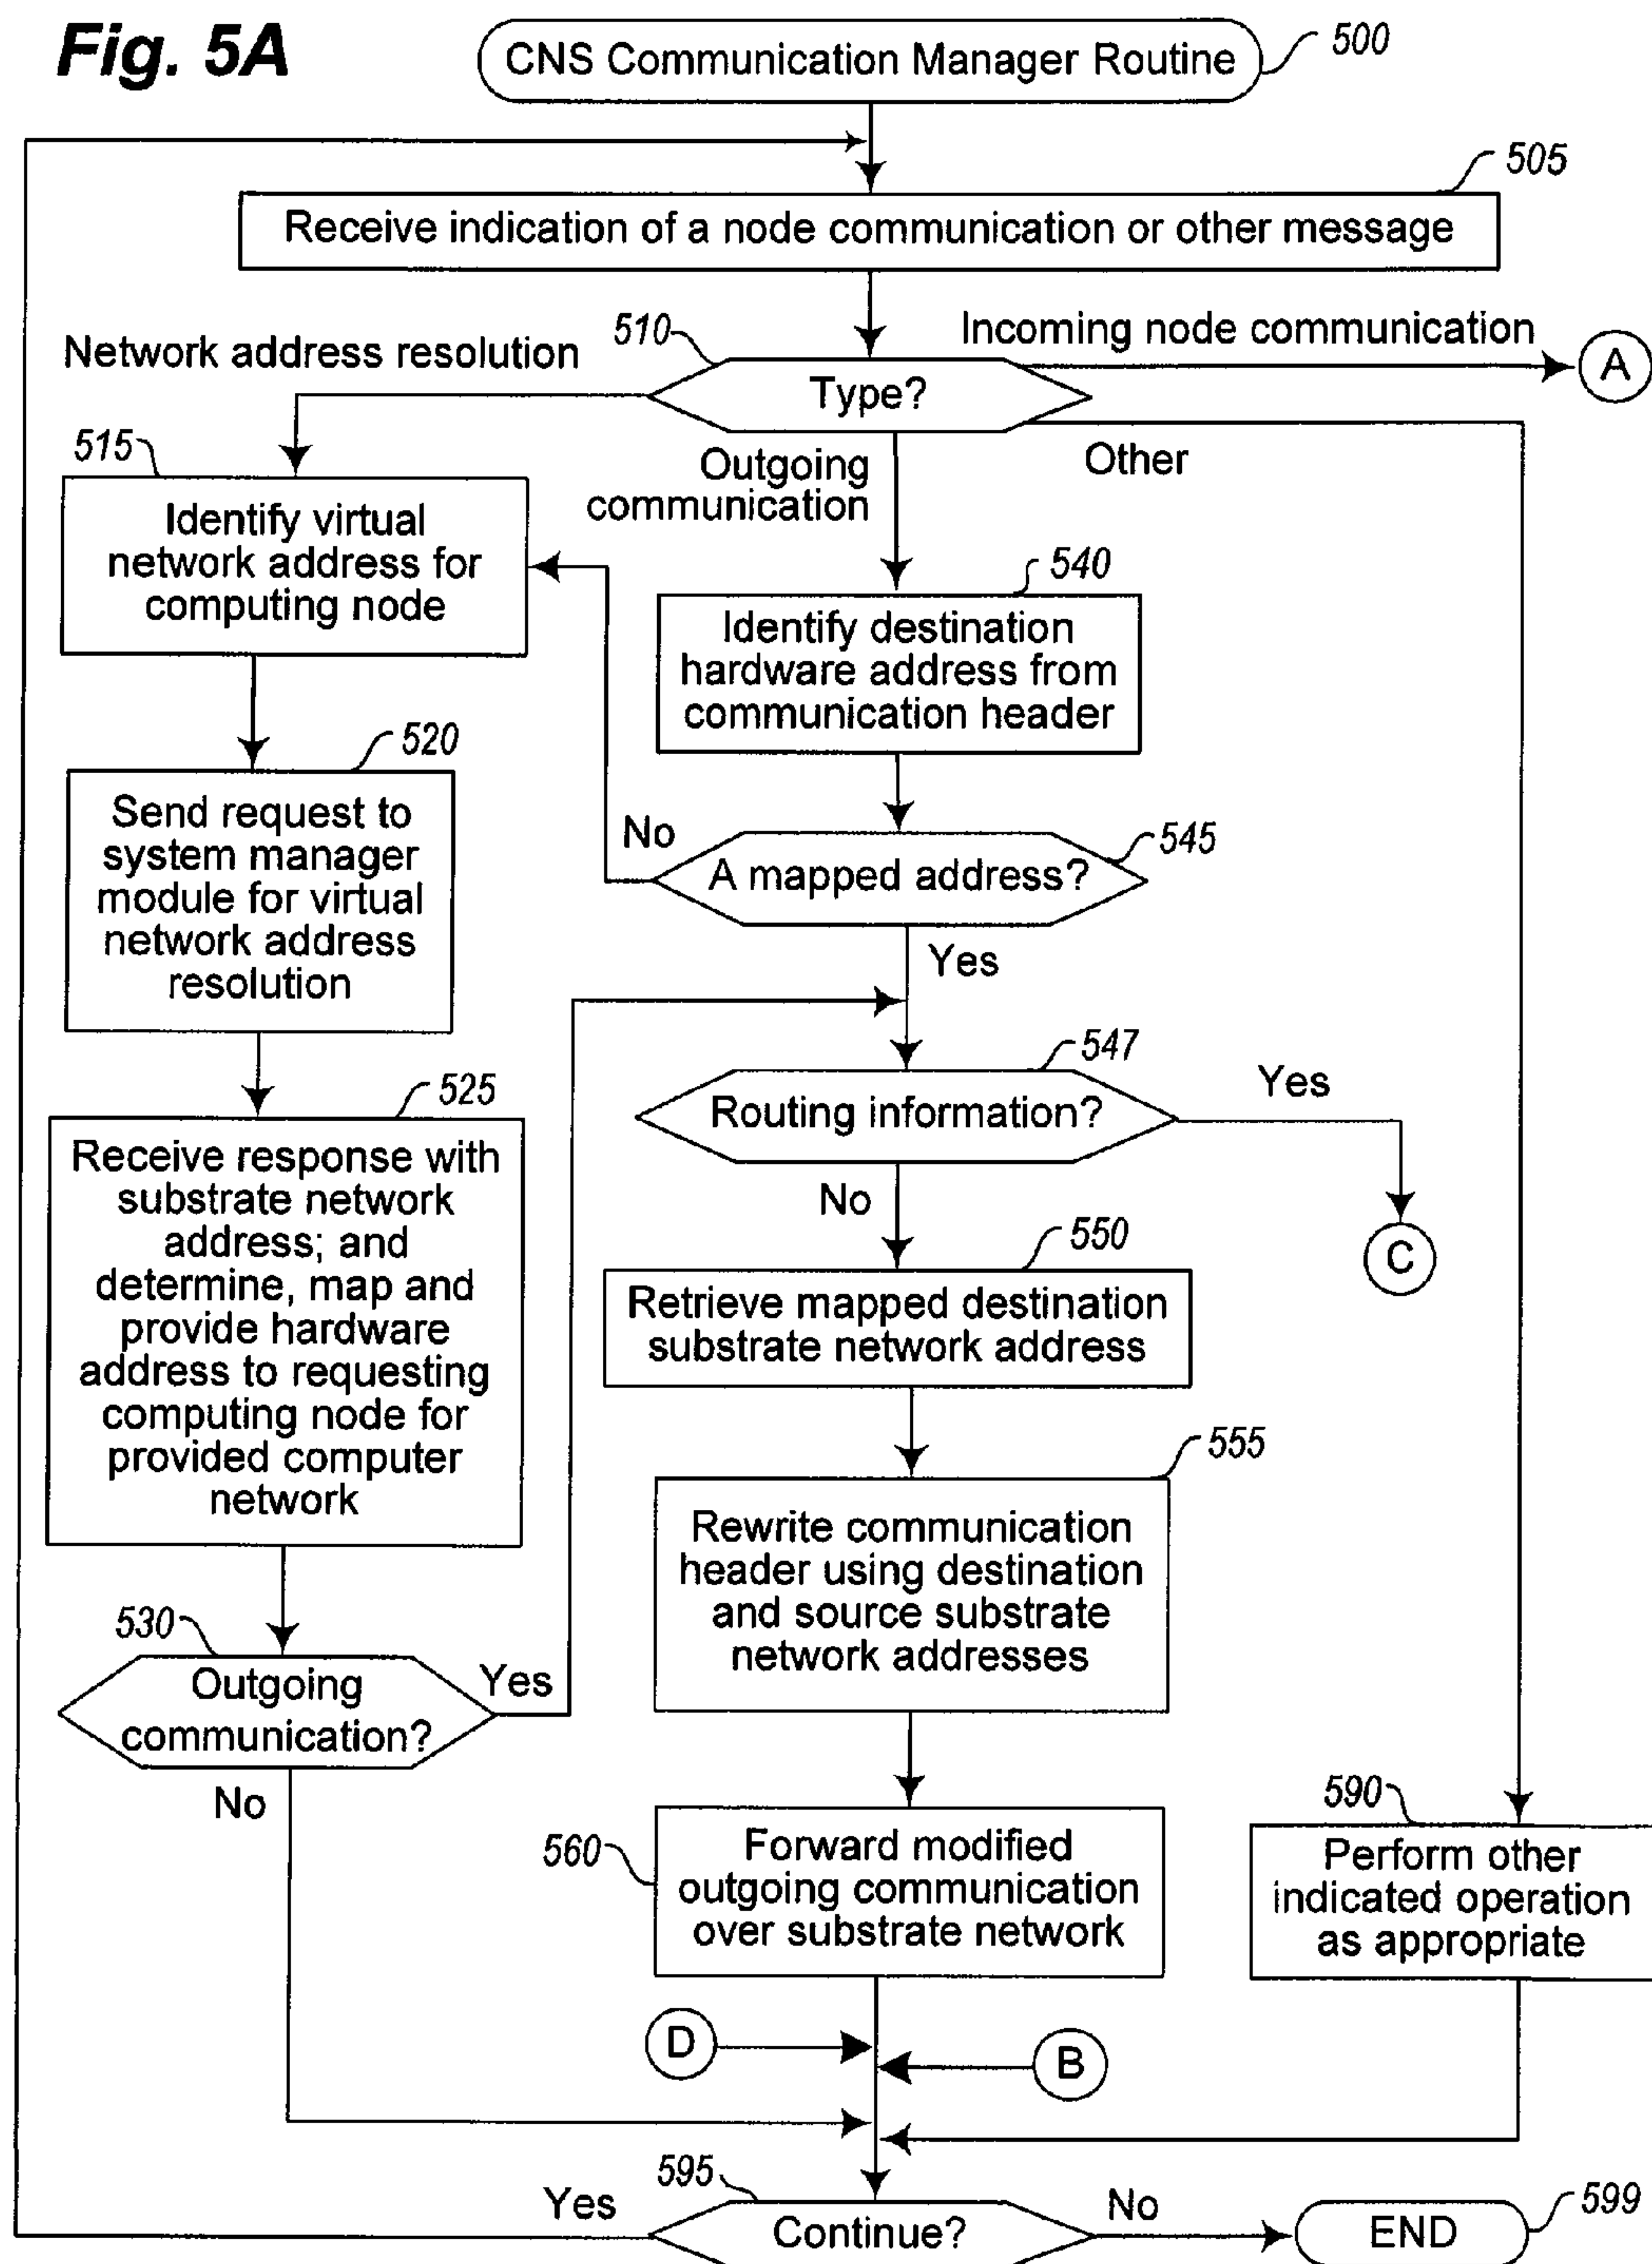 Fig. 5A
CNS Communication Manager Routine
500
505
Receive indication of a node communication or other message
510
Incoming node communication
A
Network address resolution
Type?
Other
Outgoing
communication
515
Identify virtual
network address for
computing node
540
Identify destination
hardware address from
communication header
520
Send request to
system manager
module for virtual
network address
resolution
No
545
A mapped address?
Yes
547
Routing information?
Yes
C
No
525
Receive response with
substrate network
address; and
determine, map and
provide hardware
address to requesting
computing node for
provided computer
network
550
Retrieve mapped destination
substrate network address
555
Rewrite communication
header using destination
and source substrate
network addresses
530
Outgoing
communication?
Yes
No
560
Forward modified
outgoing communication
over substrate network
590
Perform other
indicated operation
as appropriate
D
B
595
Yes
Continue?
No
END
599